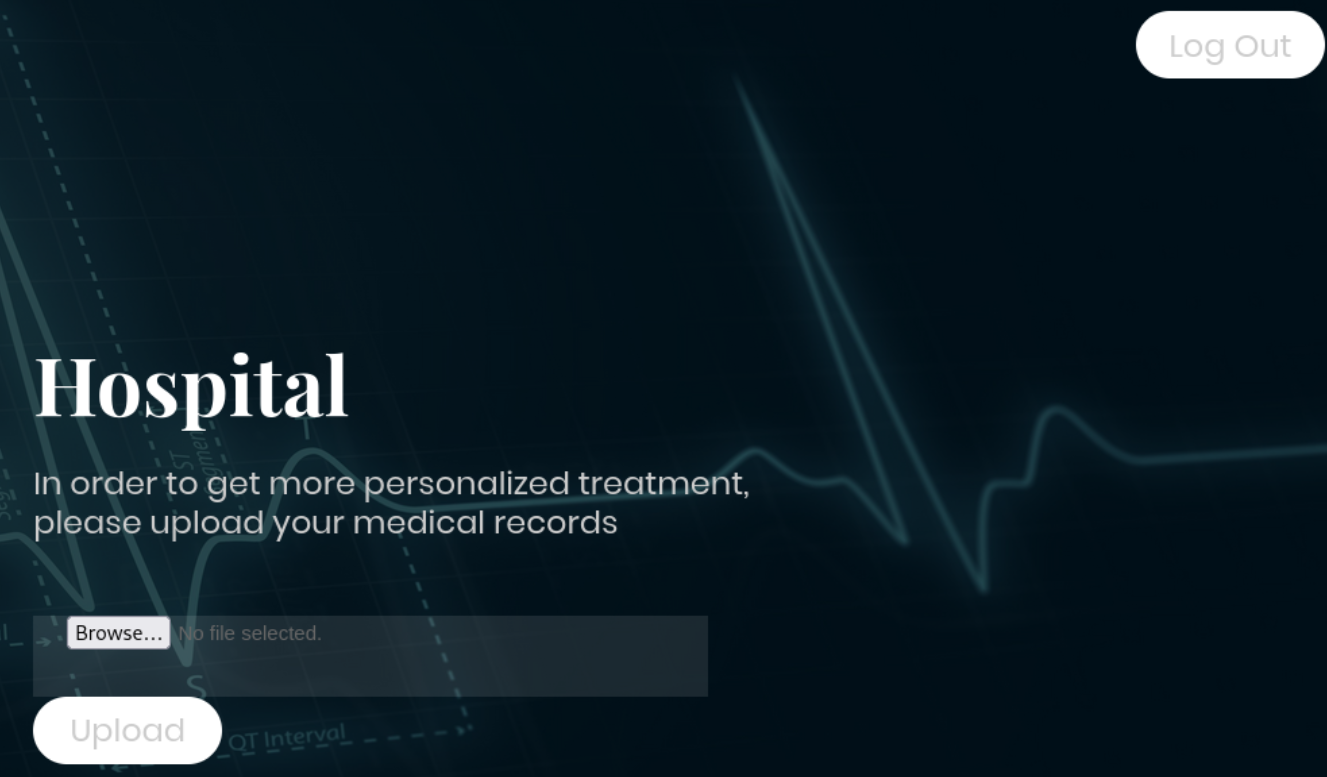 Log Out
Hospital
In order to get more personalized treatment,
please upload your medical records
Browse...
No file selected.
Upload
ST
S
QT Interval